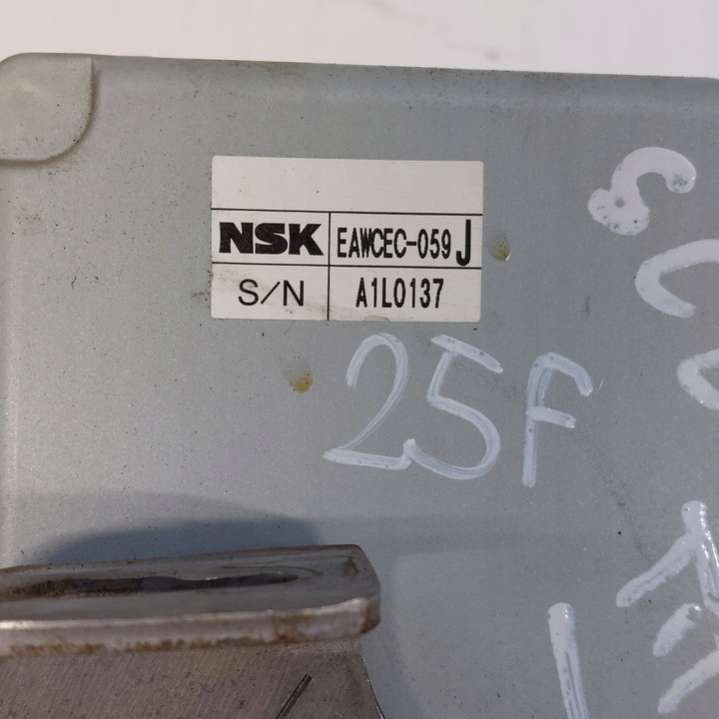 NSK EAWCEC-059 J
S/N A1L0137
25F